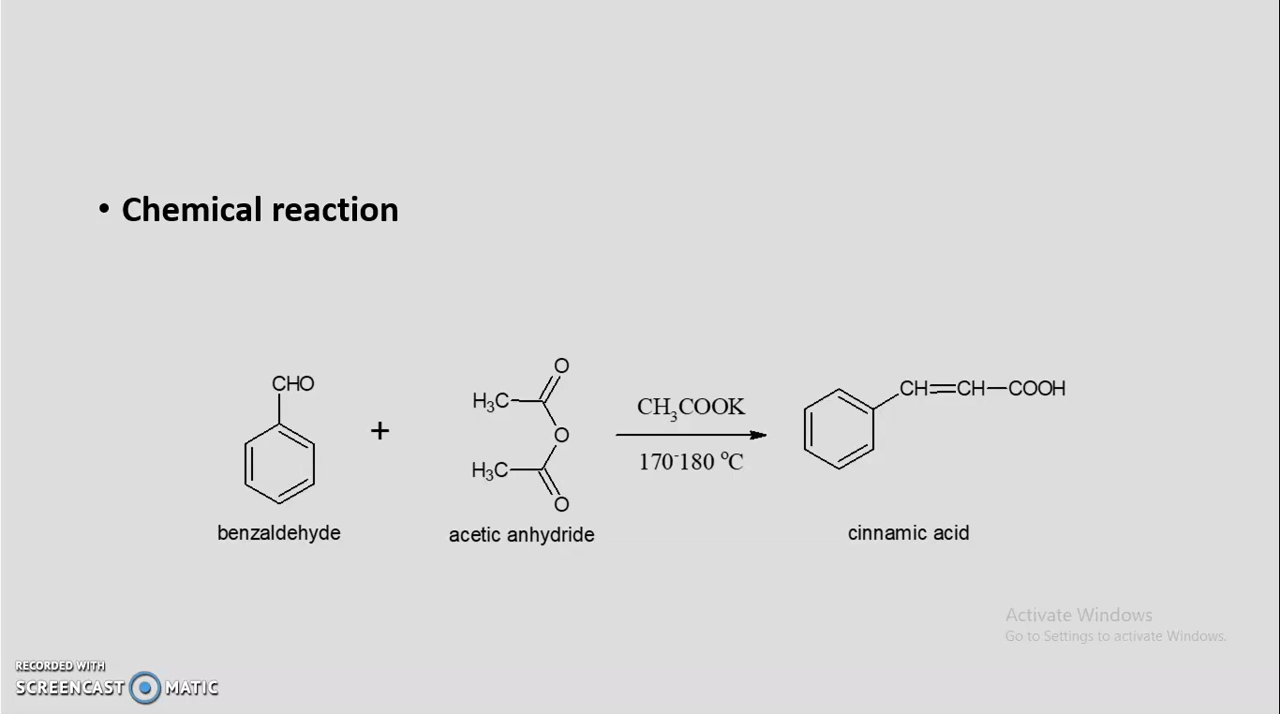 • Chemical reaction
CHO
+
O
H₃C
O
H₃C
O
CH₃COOK
170-180 °C
CH=CH—COOH
benzaldehyde
acetic anhydride
cinnamic acid
Activate Windows
Go to Settings to activate Windows.
RECORDED WITH
SCREENCAST MATIC